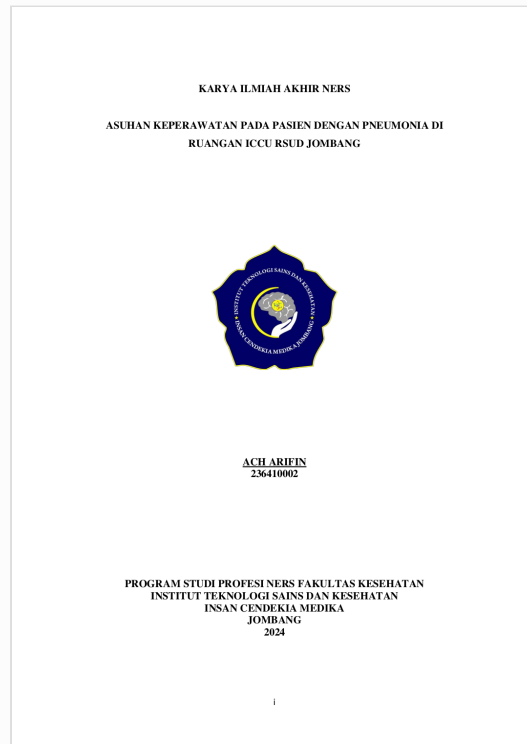 KARYA ILMIAH AKHIR NERS
ASUHAN KEPERAWATAN PADA PASIEN DENGAN PNEUMONIA DI
RUANGAN ICCU RSUD JOMBANG
INSTITUT TEKNOLOGI SAINS DAN KESEHATAN
INSAN CENDEKIA MEDIKA JOMBANG
ACH ARIFIN
236410002
PROGRAM STUDI PROFESI NERS FAKULTAS KESEHATAN
INSTITUT TEKNOLOGI SAINS DAN KESEHATAN
INSAN CENDEKIA MEDIKA
JOMBANG
2024
i